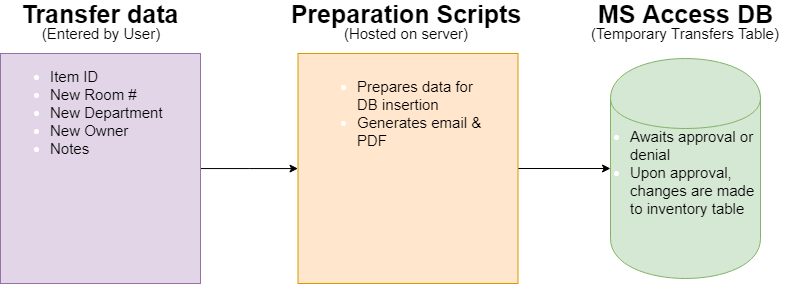 Transfer data
(Entered by User)
Item ID
New Room #
New Department
New Owner
Notes
Preparation Scripts
(Hosted on server)
Prepares data for
DB insertion
Generates email &
PDF
MS Access DB
(Temporary Transfers Table)
Awaits approval or
denial
Upon approval,
changes are made
to inventory table